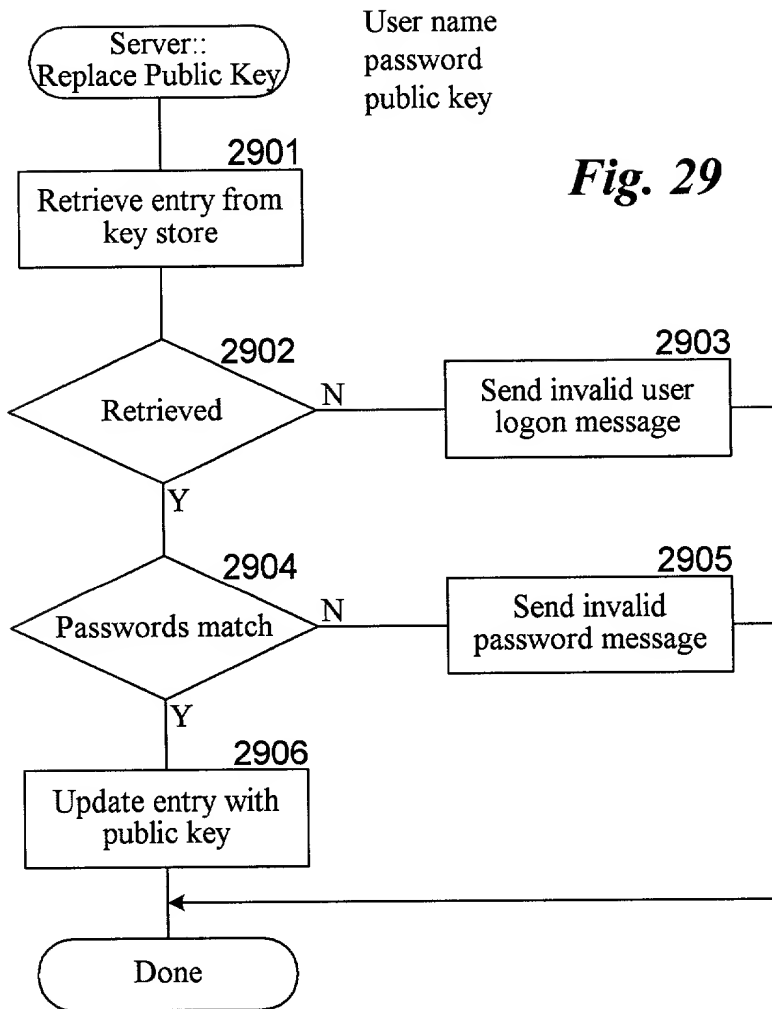 Server::
Replace Public Key
User name
password
public key
Fig. 29
2901
Retrieve entry from
key store
2902
Retrieved
N
Y
2903
Send invalid user
logon message
2904
Passwords match
N
Y
2905
Send invalid
password message
2906
Update entry with
public key
Done